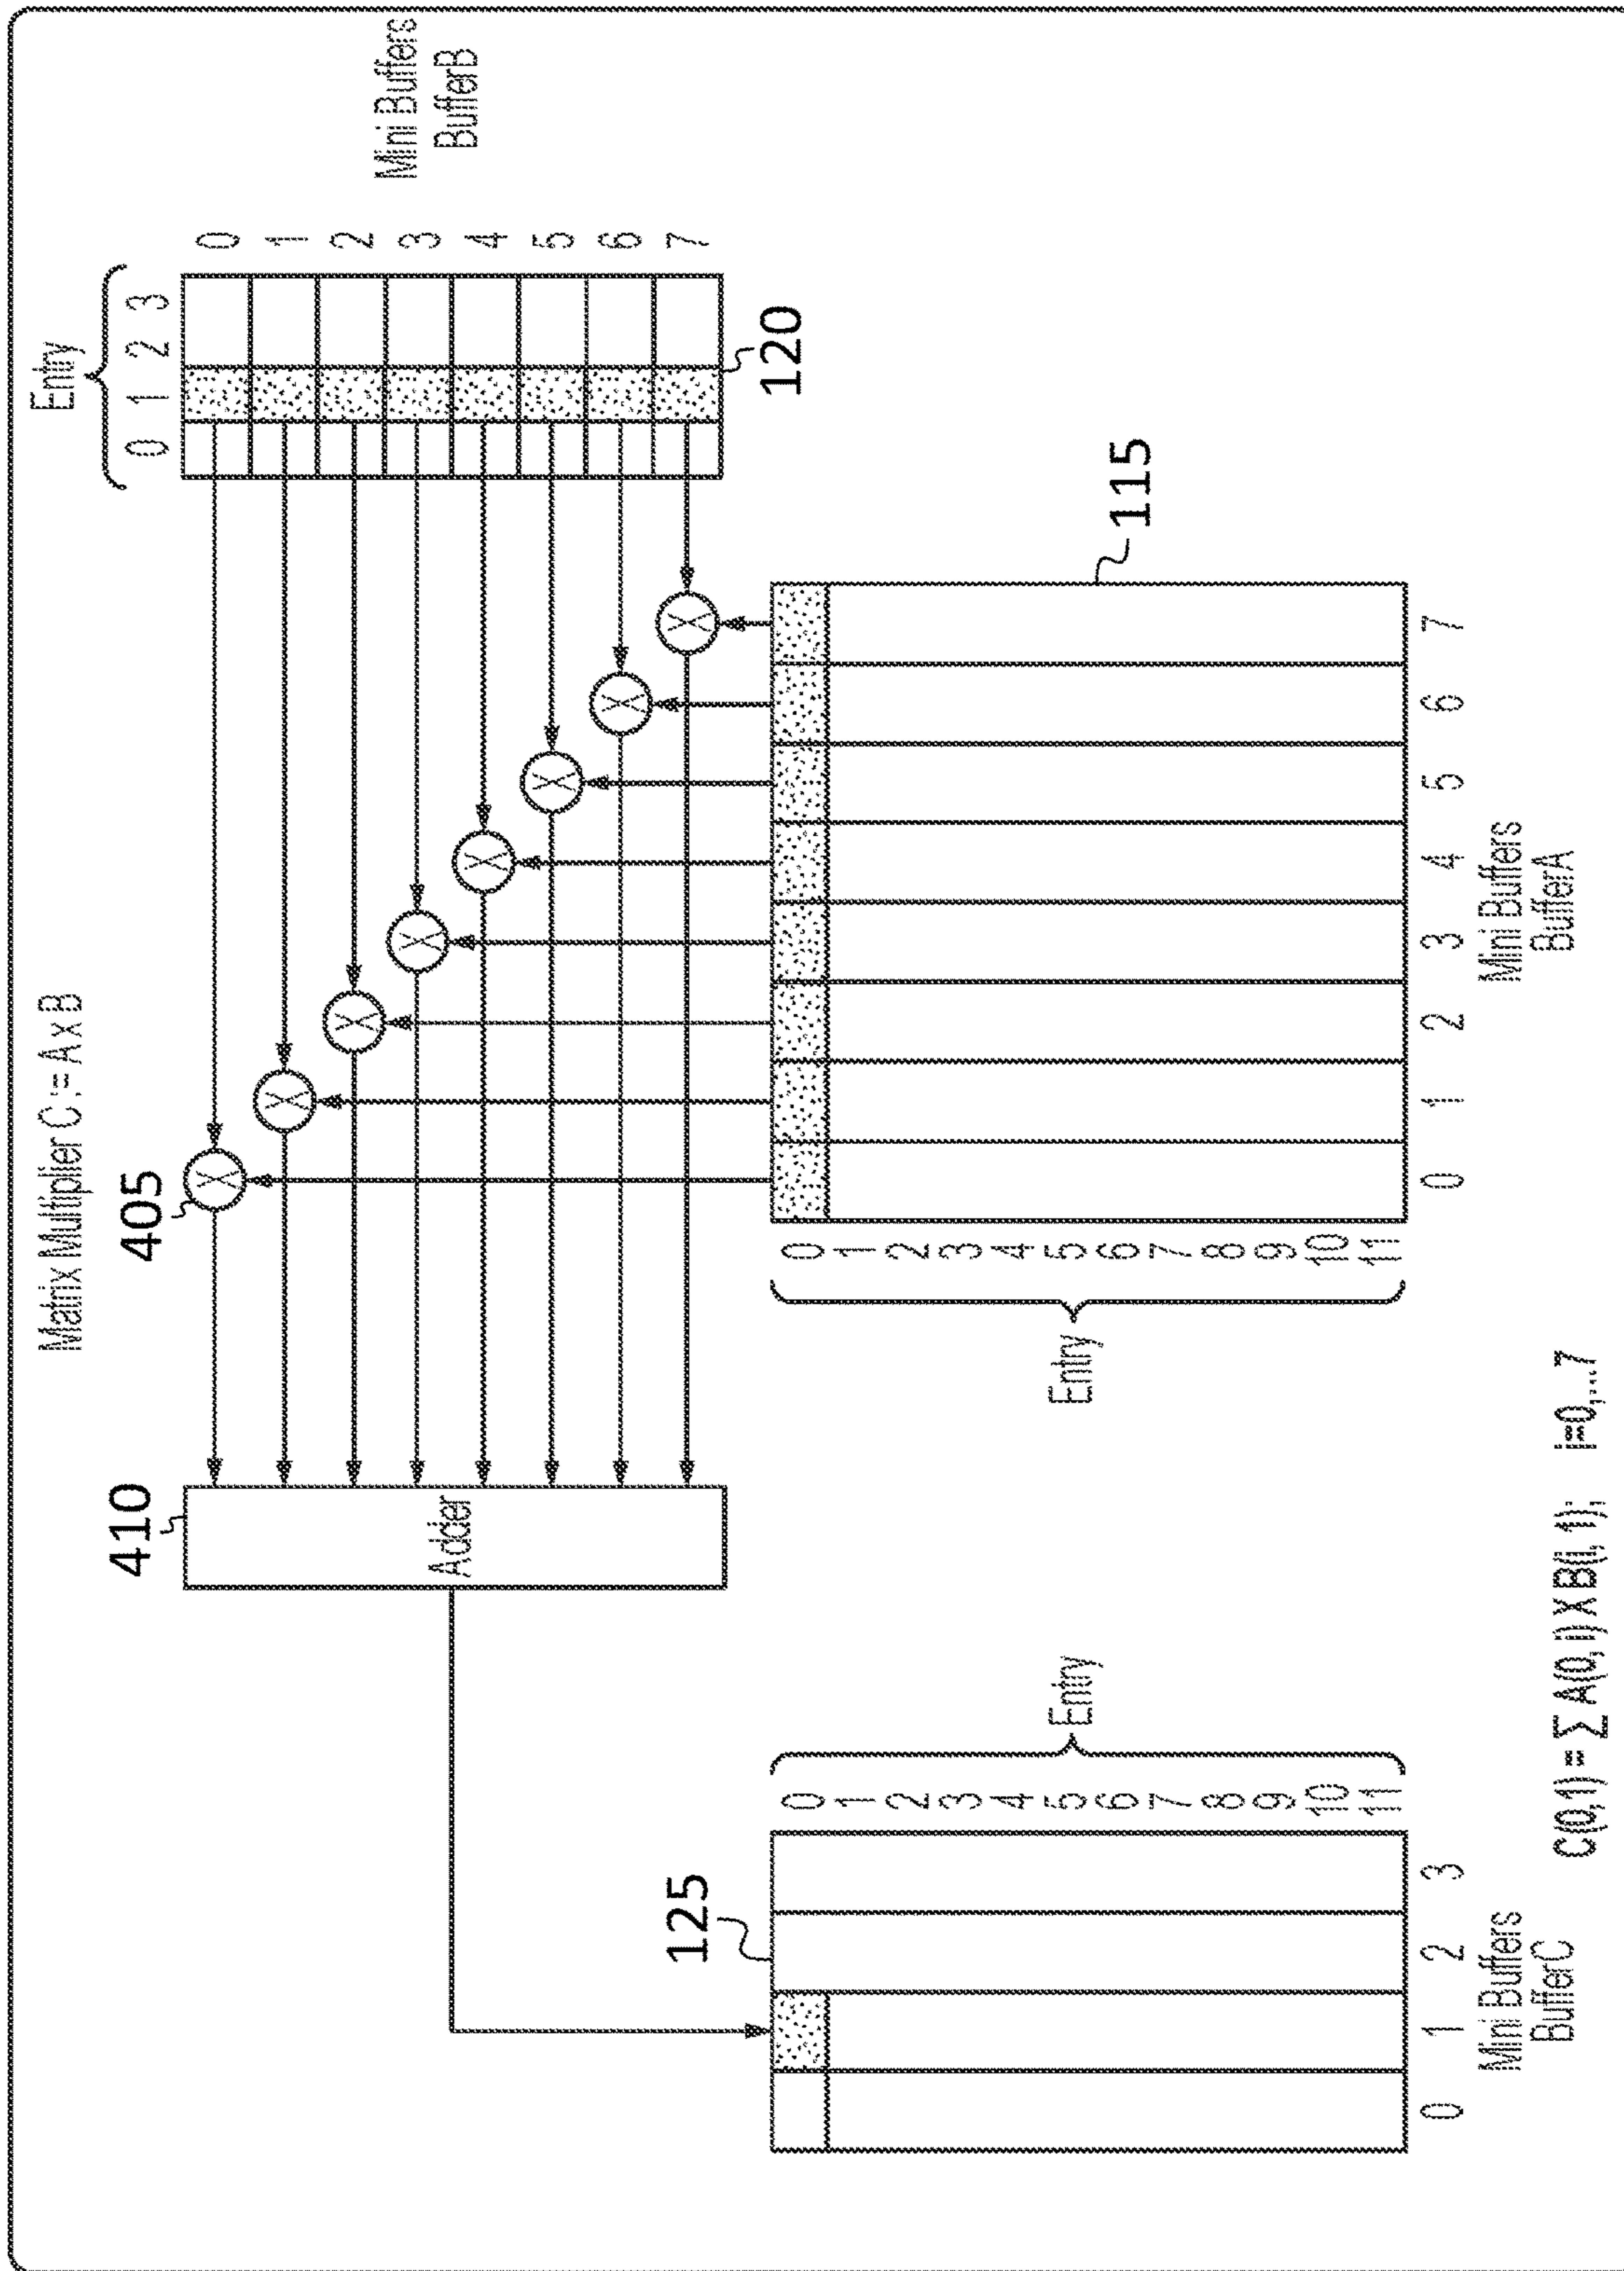 Matrix Multiplier C := A x B
Entry
0 1 2 3
0
1
2
3
4
5
6
7
Mini Buffers
BufferB
120
405
X
X
X
X
X
X
X
X
410
Adder
115
Entry
0
1
2
3
4
5
6
7
8
9
10
11
0 1 2 3 4 5 6 7
Mini Buffers
BufferA
125
Entry
0
1
2
3
4
5
6
7
8
9
10
11
0 1 2 3
Mini Buffers
BufferC
C(0,1) = ∑ A(0, i) X B(i, 1); i=0,...7